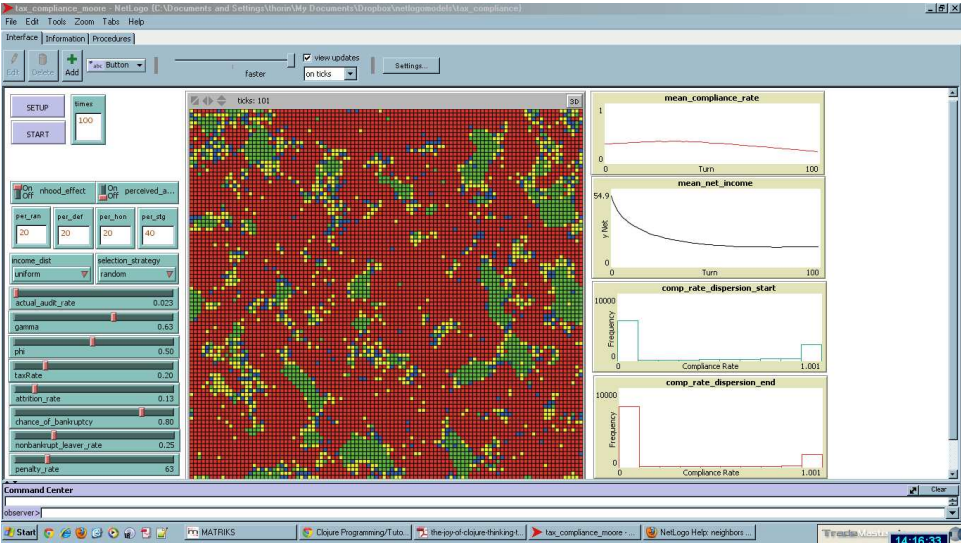 tax_compliance_moore - NetLogo {C:\Documents and Settings\thorin\My Documents\Dropbox\netlogomodels\tax_compliance}
File Edit Tools Zoom Tabs Help
Interface Information Procedures
Edit Delete Add abc Button faster view updates on ticks Settings...
SETUP
START
times
100
ticks: 101 3D
On Off nhood_effect On Off perceived_a...
per_ran per_def per_hon per_stg
20 20 20 40
income_dist selection_strategy
uniform random
actual_audit_rate 0.023
gamma 0.63
phi 0.50
taxRate 0.20
attrition_rate 0.13
chance_of_bankruptcy 0.80
nonbankrupt_leaver_rate 0.25
penalty_rate 63
mean_compliance_rate
1
0
0 Turn 100
mean_net_income
54.9
y Net
0
0 Turn 100
comp_rate_dispersion_start
10000
Frequency
0
0 Compliance Rate 1.001
comp_rate_dispersion_end
10000
Frequency
0
0 Compliance Rate 1.001
Command Center Clear
observer>
Start MATRIKS Clojure Programming/Tuto... the-joy-of-clojure-thinking-t... tax_compliance_moore - ... NetLogo Help: neighbors ...
14:16:33